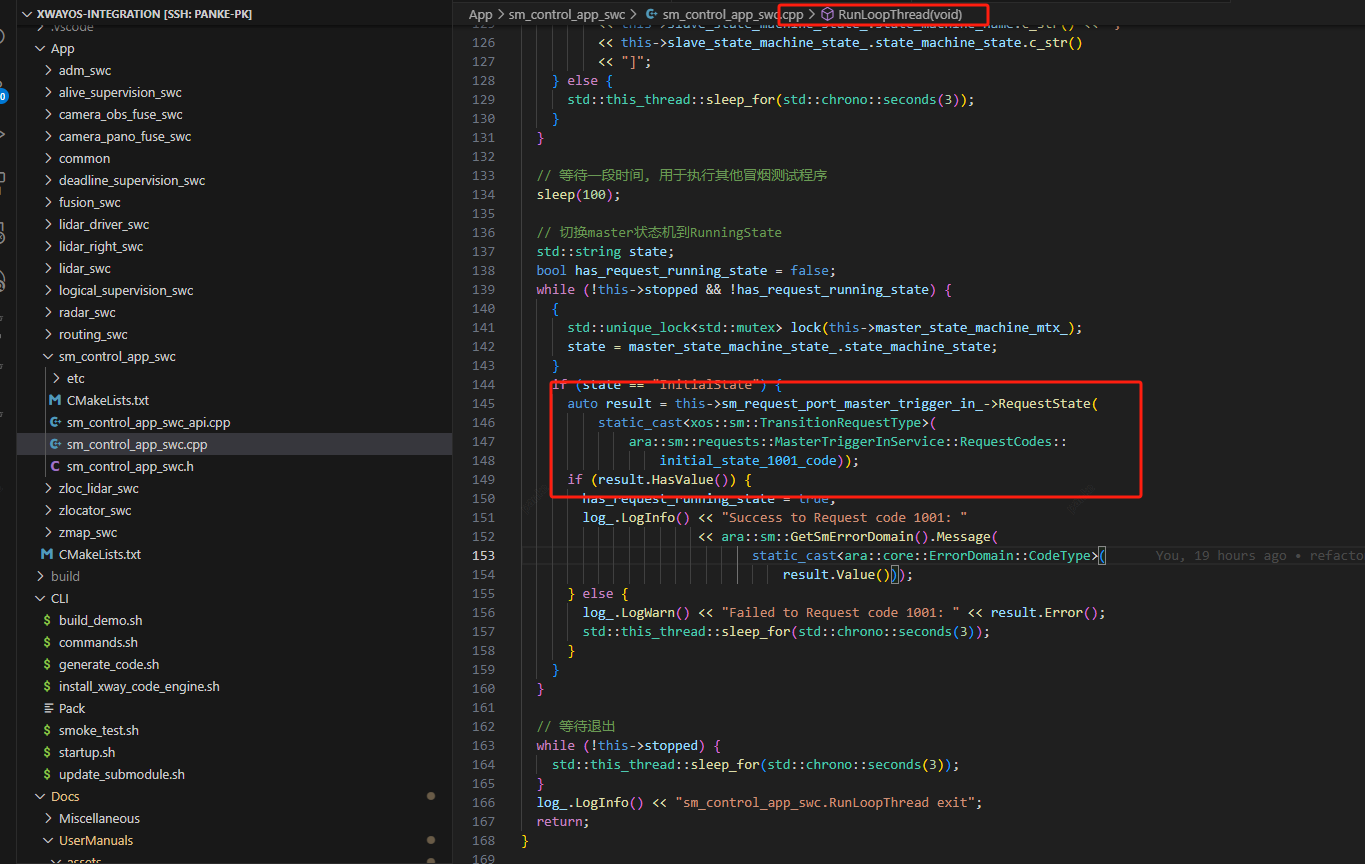 XWAYOS-INTEGRATION [SSH: PANKE-PK]
.vscode
App
adm_swc
alive_supervision_swc
camera_obs_fuse_swc
camera_pano_fuse_swc
common
deadline_supervision_swc
fusion_swc
lidar_driver_swc
lidar_right_swc
lidar_swc
logical_supervision_swc
radar_swc
routing_swc
sm_control_app_swc
etc
CMakeLists.txt
sm_control_app_swc_api.cpp
sm_control_app_swc.cpp
sm_control_app_swc.h
zloc_lidar_swc
zlocator_swc
zmap_swc
CMakeLists.txt
build
CLI
build_demo.sh
commands.sh
generate_code.sh
install_xway_code_engine.sh
Pack
smoke_test.sh
startup.sh
update_submodule.sh
Docs
Miscellaneous
UserManuals
assets
App > sm_control_app_swc > sm_control_app_swc.cpp > RunLoopThread(void)
126 << this->slave_state_machine_state_.state_machine_state.c_str()
127 << "]";
128 } else {
129 std::this_thread::sleep_for(std::chrono::seconds(3));
130 }
131 }
132
133 // 等待一段时间, 用于执行其他冒烟测试程序
134 sleep(100);
135
136 // 切换master状态机到RunningState
137 std::string state;
138 bool has_request_running_state = false;
139 while (!this->stopped && !has_request_running_state) {
140 {
141 std::unique_lock<std::mutex> lock(this->master_state_machine_mtx_);
142 state = master_state_machine_state_.state_machine_state;
143 }
144 if (state == "InitialState") {
145 auto result = this->sm_request_port_master_trigger_in_->RequestState(
146 static_cast<xos::sm::TransitionRequestType>(
147 ara::sm::requests::MasterTriggerInService::RequestCodes::
148 initial_state_1001_code));
149 if (result.HasValue()) {
150 has_request_running_state = true;
151 log_.LogInfo() << "Success to Request code 1001: "
152 << ara::sm::GetSmErrorDomain().Message(
153 static_cast<ara::core::ErrorDomain::CodeType>( You, 19 hours ago • refacto
154 result.Value()));
155 } else {
156 log_.LogWarn() << "Failed to Request code 1001: " << result.Error();
157 std::this_thread::sleep_for(std::chrono::seconds(3));
158 }
159 }
160 }
161
162 // 等待退出
163 while (!this->stopped) {
164 std::this_thread::sleep_for(std::chrono::seconds(3));
165 }
166 log_.LogInfo() << "sm_control_app_swc.RunLoopThread exit";
167 return;
168 }
169